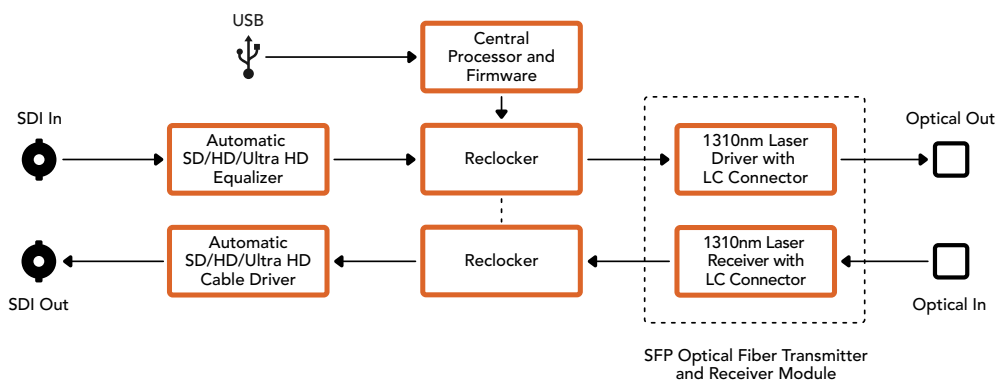 USB
Central
Processor and
Firmware
SDI In
Automatic
SD/HD/Ultra HD
Equalizer
Reclocker
1310nm Laser
Driver with
LC Connector
Optical Out
SDI Out
Automatic
SD/HD/Ultra HD
Cable Driver
Reclocker
1310nm Laser
Receiver with
LC Connector
Optical In
SFP Optical Fiber Transmitter
and Receiver Module